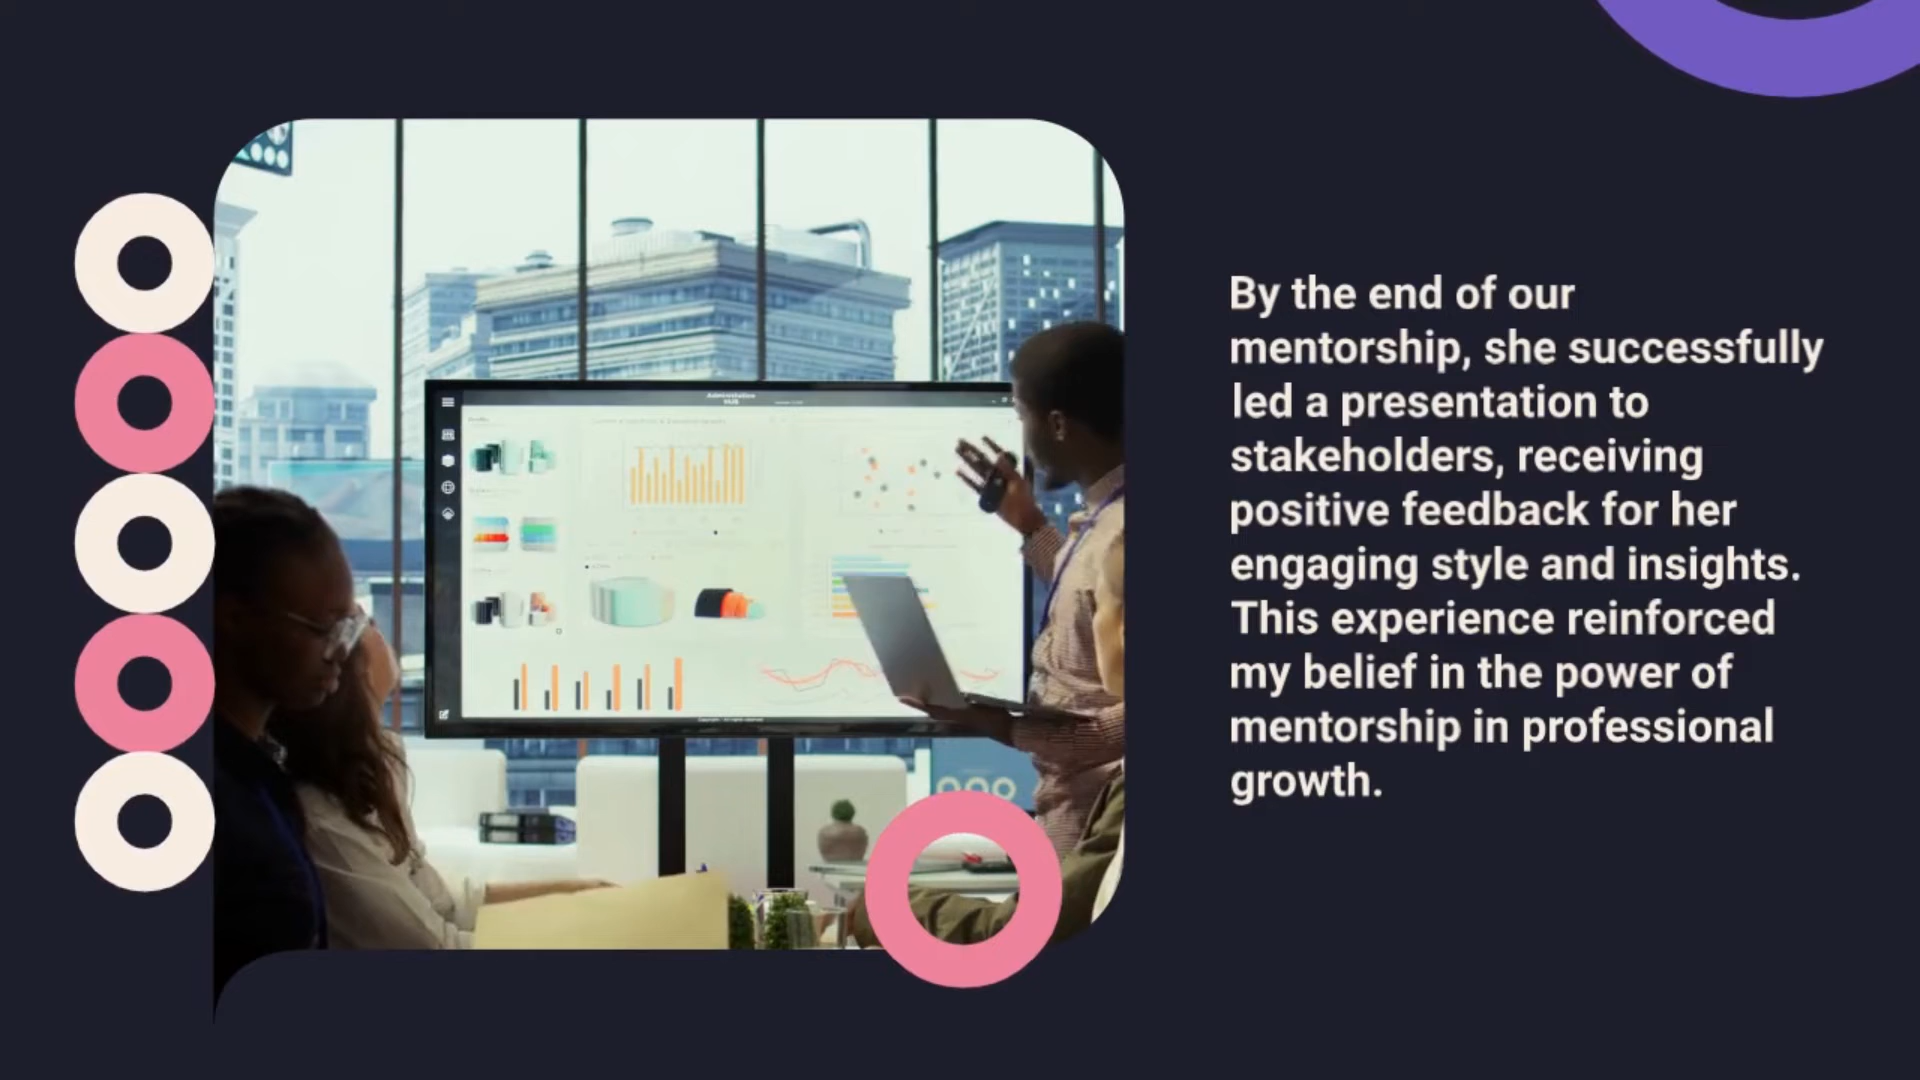 By the end of our
mentorship, she successfully
led a presentation to
stakeholders, receiving
positive feedback for her
engaging style and insights.
This experience reinforced
my belief in the power of
mentorship in professional
growth.